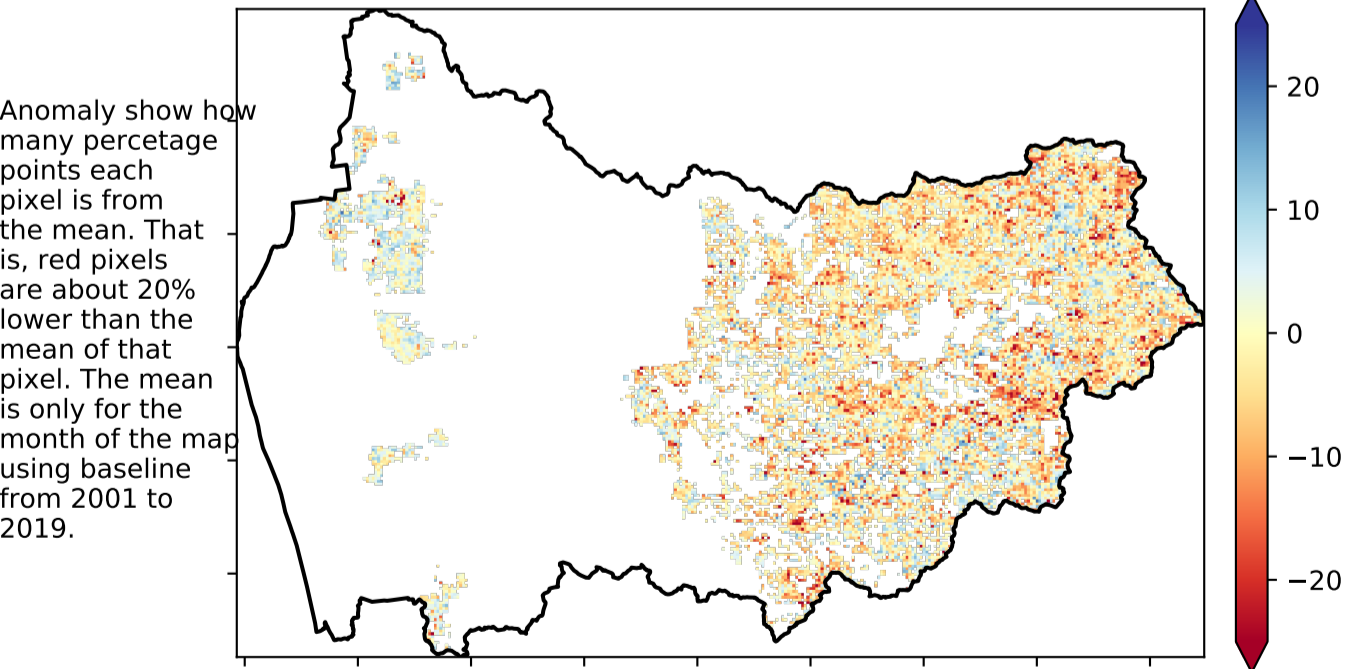 Anomaly show how
many percetage
points each
pixel is from
the mean. That
is, red pixels
are about 20%
lower than the
mean of that
pixel. The mean
is only for the
month of the map
using baseline
from 2001 to
2019.
20
10
0
−10
−20